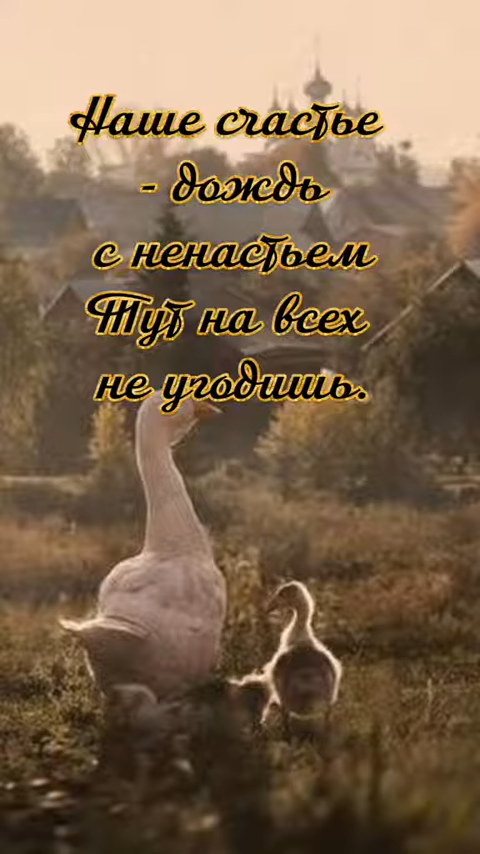 Наше счастье
- дождь
с ненастьем
Тут на всех
не угодишь.